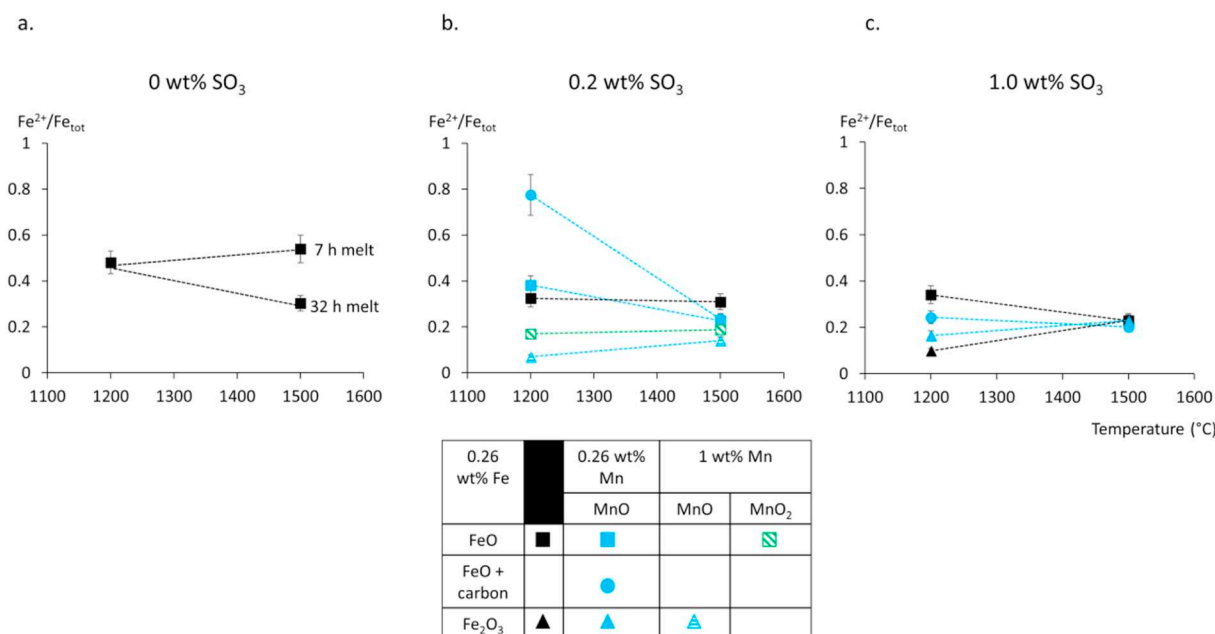 a.
b.
c.
0 wt% SO₃
0.2 wt% SO₃
1.0 wt% SO₃
Fe²⁺/Fe_tot
1
0.8
0.6
0.4
0.2
0
1100 1200 1300 1400 1500 1600
7 h melt
32 h melt
Fe²⁺/Fe_tot
1
0.8
0.6
0.4
0.2
0
1100 1200 1300 1400 1500 1600
Fe²⁺/Fe_tot
1
0.8
0.6
0.4
0.2
0
1100 1200 1300 1400 1500 1600
Temperature (°C)
0.26 wt% Fe
0.26 wt% Mn
1 wt% Mn
MnO MnO MnO₂
FeO
FeO + carbon
Fe₂O₃